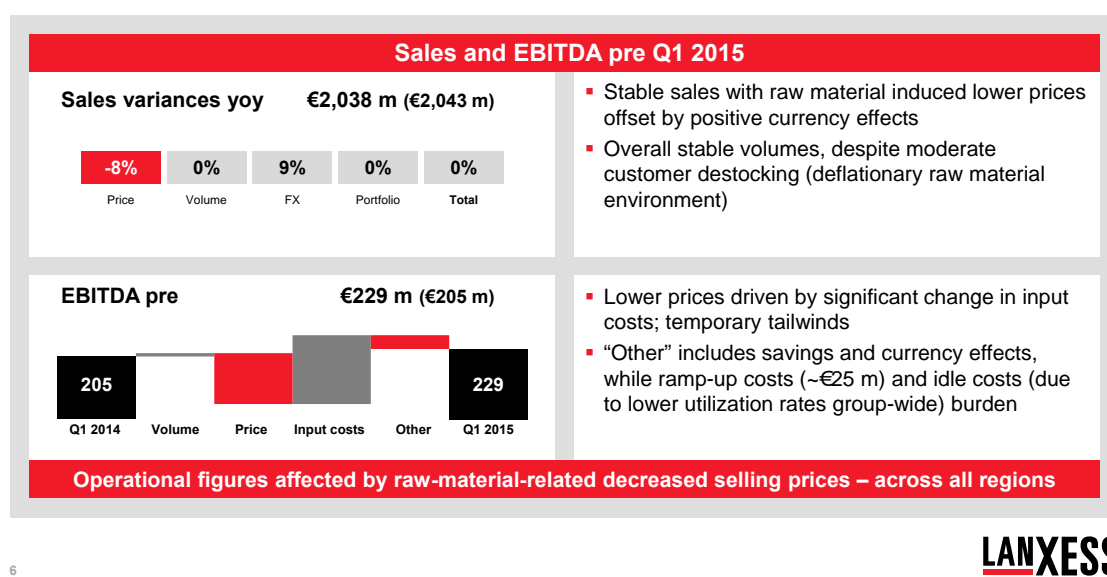 Sales and EBITDA pre Q1 2015
Sales variances yoy €2,038 m (€2,043 m)
-8% 0% 9% 0% 0%
Price Volume FX Portfolio Total
▪ Stable sales with raw material induced lower prices
offset by positive currency effects
▪ Overall stable volumes, despite moderate
customer destocking (deflationary raw material
environment)
EBITDA pre €229 m (€205 m)
205 229
Q1 2014 Volume Price Input costs Other Q1 2015
▪ Lower prices driven by significant change in input
costs; temporary tailwinds
▪ “Other” includes savings and currency effects,
while ramp-up costs (~€25 m) and idle costs (due
to lower utilization rates group-wide) burden
Operational figures affected by raw-material-related decreased selling prices – across all regions
LANXESS
6